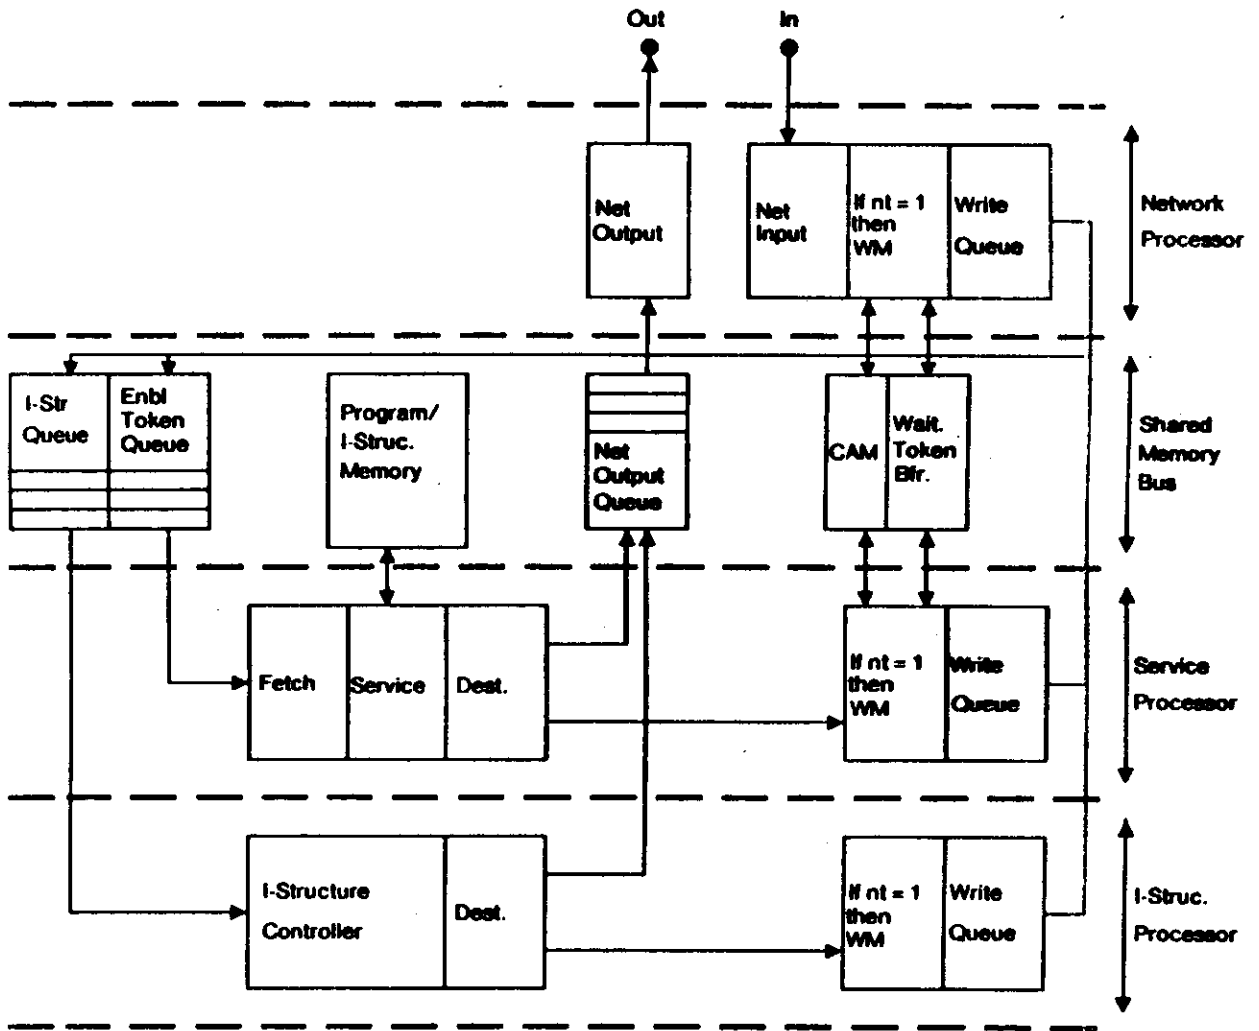 Out
In
Net
Output
Net
Input
If nt = 1
then
WM
Write
Queue
Network
Processor
I-Str
Queue
Enbl
Token
Queue
Program/
I-Struc.
Memory
Net
Output
Queue
CAM
Wait.
Token
Bfr.
Shared
Memory
Bus
Fetch
Service
Dest.
If nt = 1
then
WM
Write
Queue
Service
Processor
I-Structure
Controller
Dest.
If nt = 1
then
WM
Write
Queue
I-Struc.
Processor